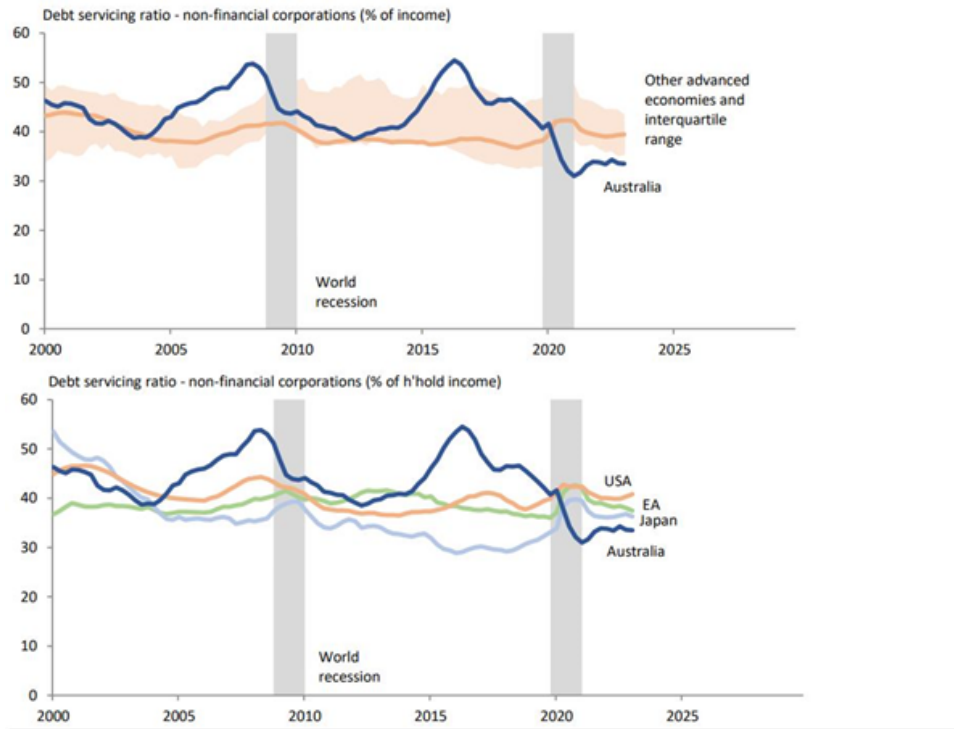 Debt servicing ratio - non-financial corporations (% of income)
60
50
40
30
20
10
0
Other advanced
economies and
interquartile
range
Australia
World
recession
2000 2005 2010 2015 2020 2025
Debt servicing ratio - non-financial corporations (% of h'hold income)
60
50
40
30
20
10
0
USA
EA
Japan
Australia
World
recession
2000 2005 2010 2015 2020 2025